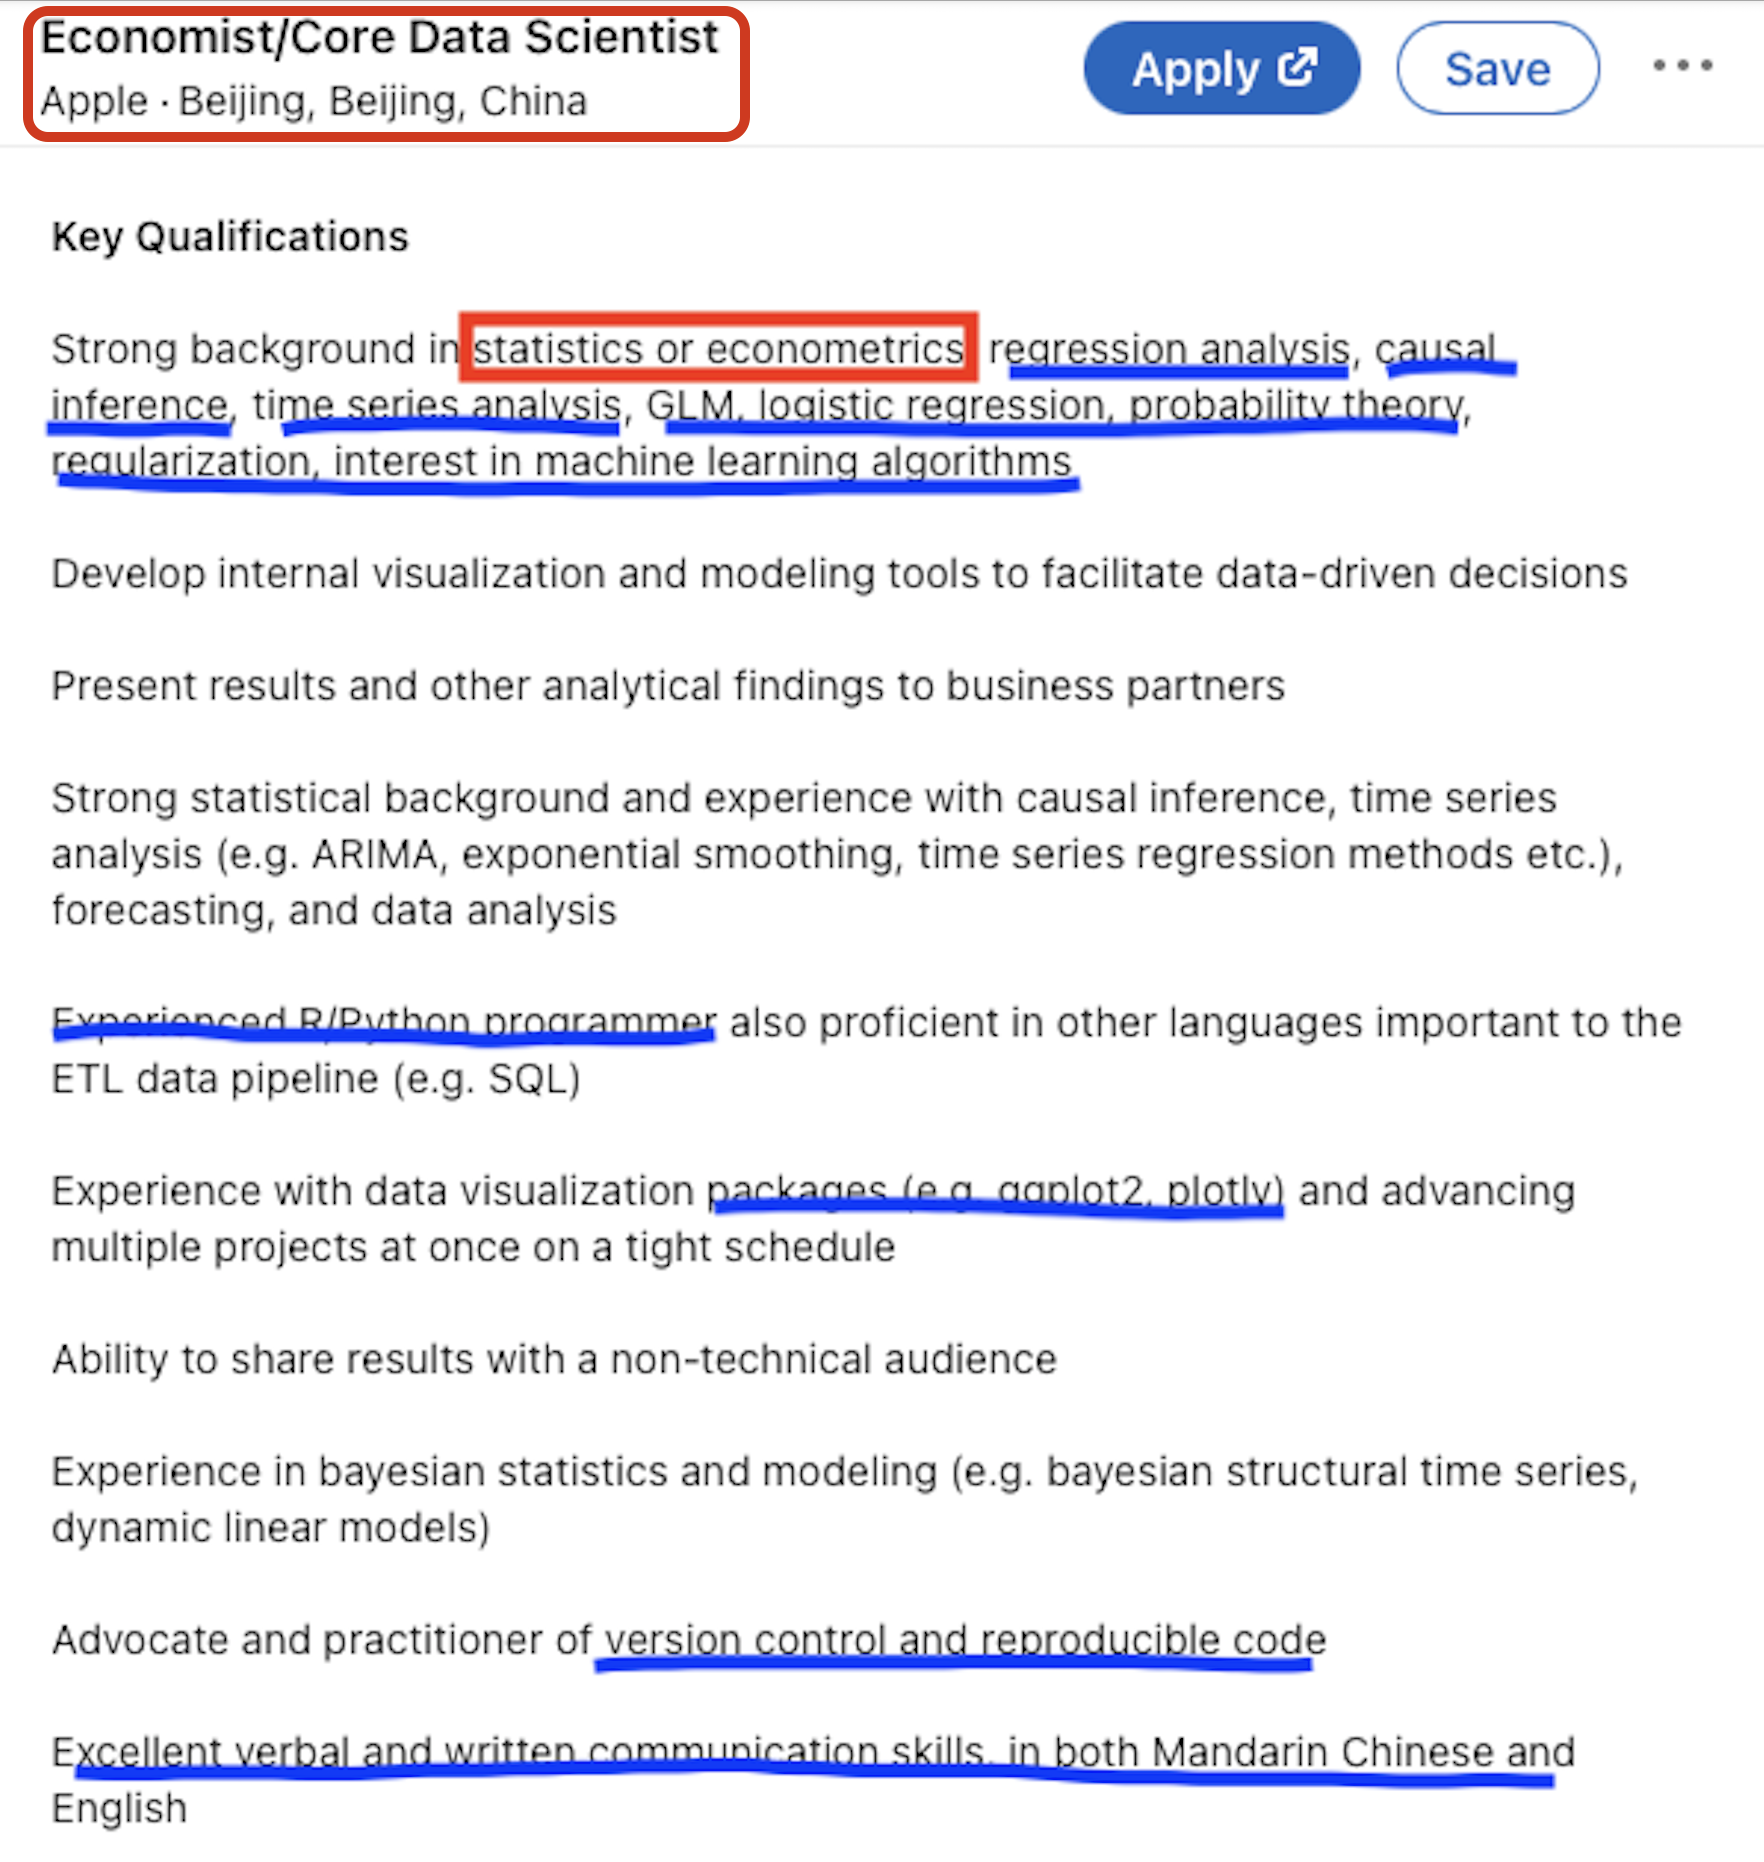 Economist/Core Data Scientist
Apply
Save
Apple · Beijing, Beijing, China
Key Qualifications
Strong background in statistics or econometrics regression analysis, causal
inference, time series analysis, GLM, logistic regression, probability theory,
regularization, interest in machine learning algorithms
Develop internal visualization and modeling tools to facilitate data-driven decisions
Present results and other analytical findings to business partners
Strong statistical background and experience with causal inference, time series
analysis (e.g. ARIMA, exponential smoothing, time series regression methods etc.),
forecasting, and data analysis
Experienced R/Python programmer also proficient in other languages important to the
ETL data pipeline (e.g. SQL)
Experience with data visualization packages (e.g. ggplot2, plotly) and advancing
multiple projects at once on a tight schedule
Ability to share results with a non-technical audience
Experience in bayesian statistics and modeling (e.g. bayesian structural time series,
dynamic linear models)
Advocate and practitioner of version control and reproducible code
Excellent verbal and written communication skills, in both Mandarin Chinese and
English